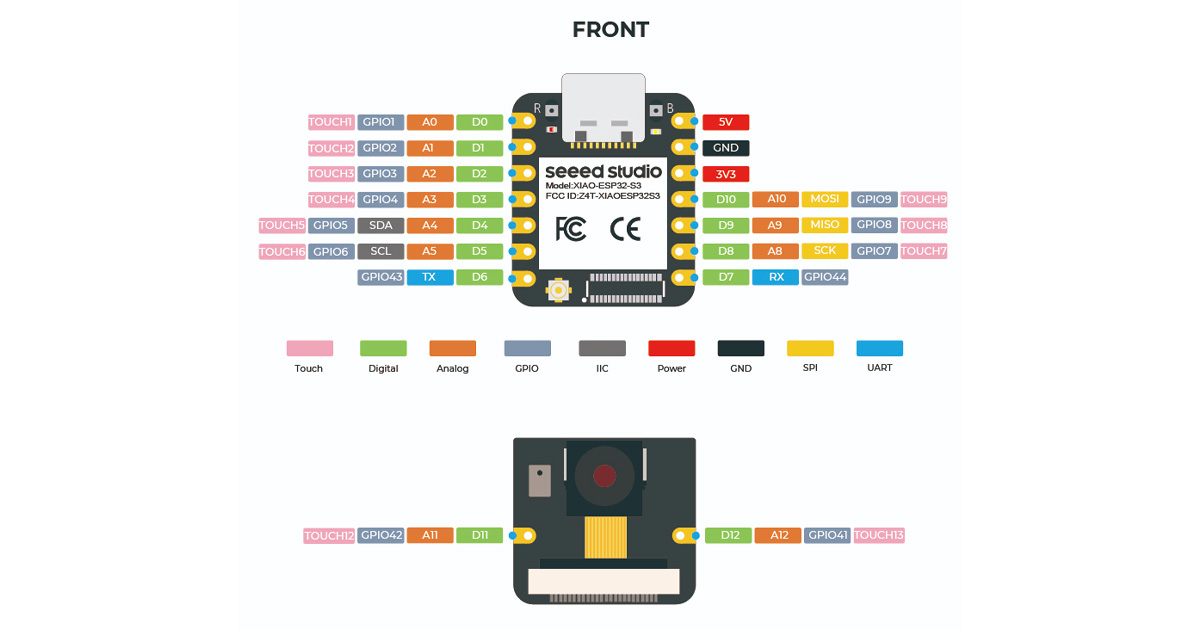 FRONT
R B
TOUCH1 GPIO1 A0 D0 5V
TOUCH2 GPIO2 A1 D1 GND
TOUCH3 GPIO3 A2 D2 3V3
TOUCH4 GPIO4 A3 D3 D10 A10 MOSI GPIO9 TOUCH9
TOUCH5 GPIO5 SDA A4 D4 D9 A9 MISO GPIO8 TOUCH8
TOUCH6 GPIO6 SCL A5 D5 D8 A8 SCK GPIO7 TOUCH7
GPIO43 TX D6 D7 RX GPIO44
seeed studio
Model:XIAO-ESP32-S3
FCC ID:Z4T-XIAOESP32S3
FC CE
Touch Digital Analog GPIO IIC Power GND SPI UART
TOUCH12 GPIO42 A11 D11 D12 A12 GPIO41 TOUCH13